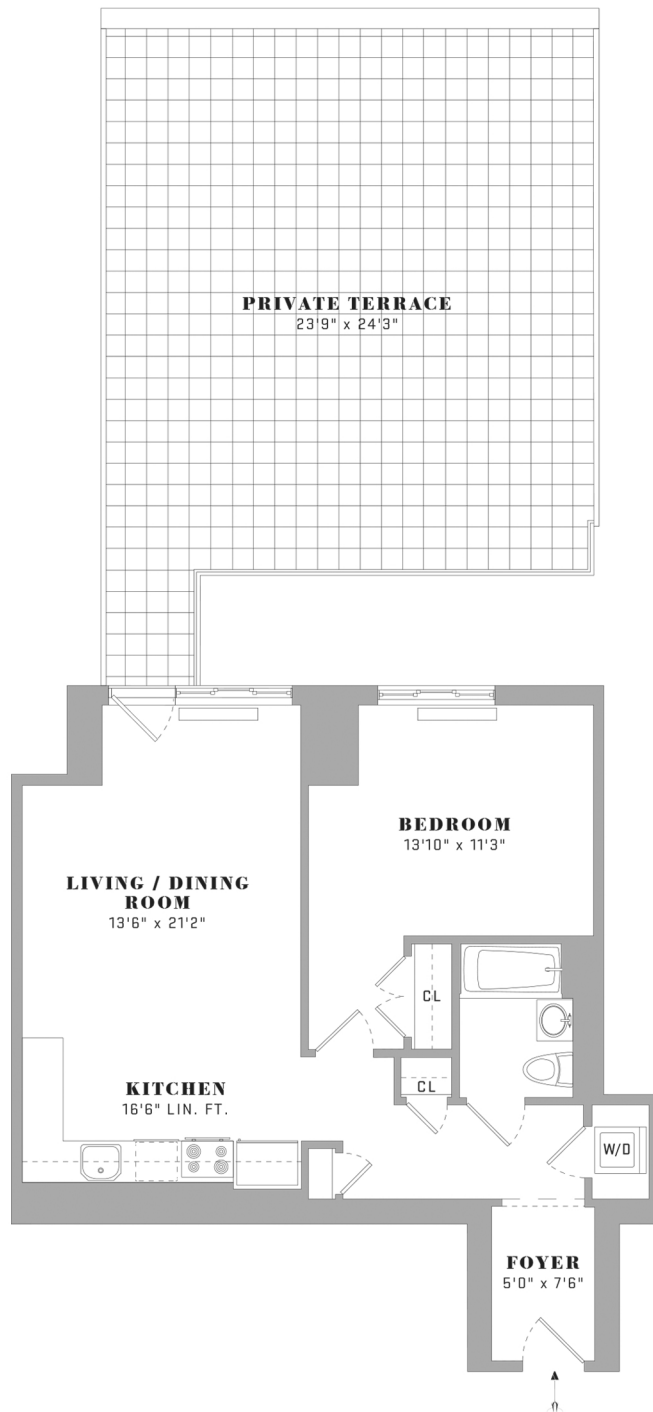 PRIVATE TERRACE
23'9" x 24'3"
BEDROOM
13'10" x 11'3"
LIVING / DINING
ROOM
13'6" x 21'2"
CL
CL
KITCHEN
16'6" LIN. FT.
W/D
FOYER
5'0" x 7'6"